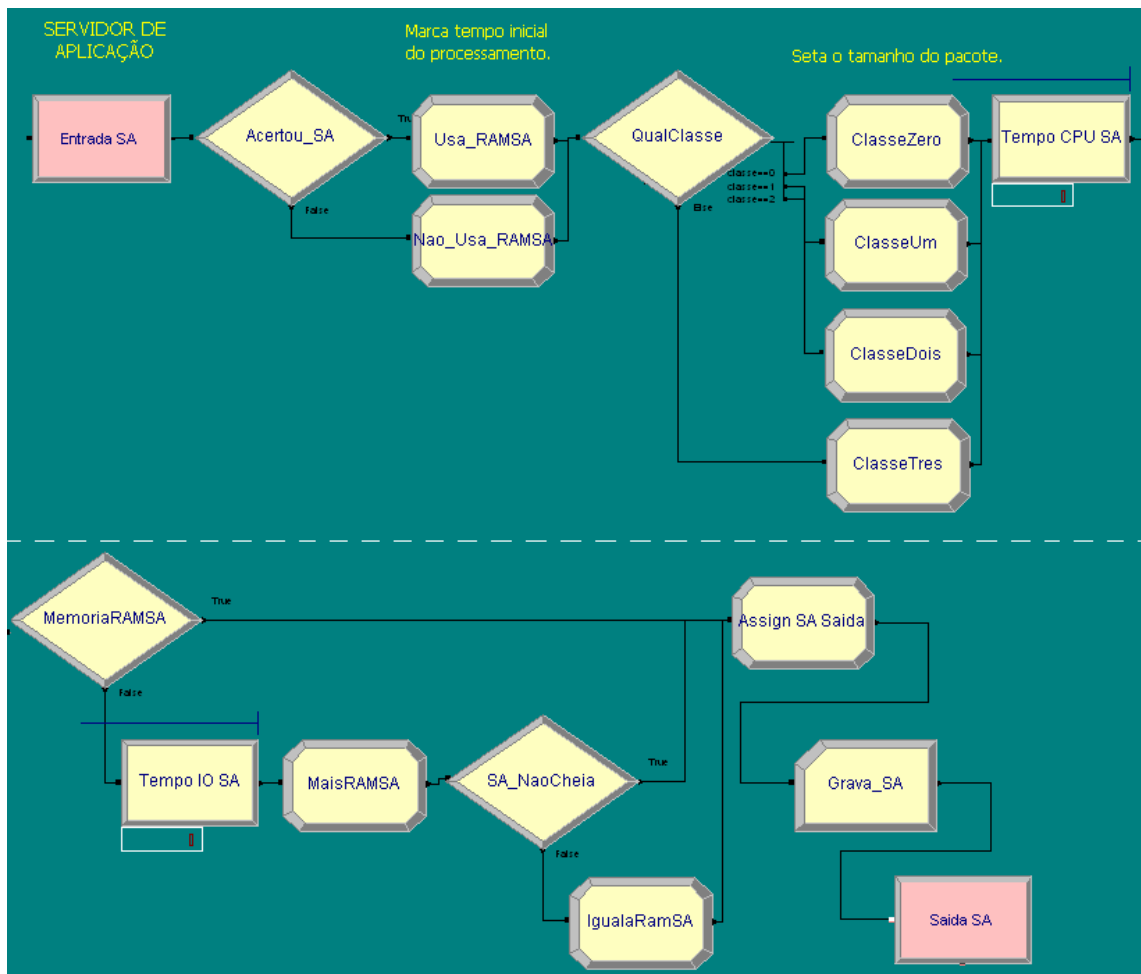 SERVIDOR DE
APLICAÇÃO
Marca tempo inicial
do processamento.
Seta o tamanho do pacote.
Entrada SA
Acertou_SA
True
False
Usa_RAMSA
Nao_Usa_RAMSA
QualClasse
classe==0
classe==1
classe==2
Else
ClasseZero
ClasseUm
ClasseDois
ClasseTres
Tempo CPU SA
MemoriaRAMSA
True
False
Tempo IO SA
MaisRAMSA
SA_NaoCheia
True
False
IgualaRamSA
Assign SA Saida
Grava_SA
Saida SA